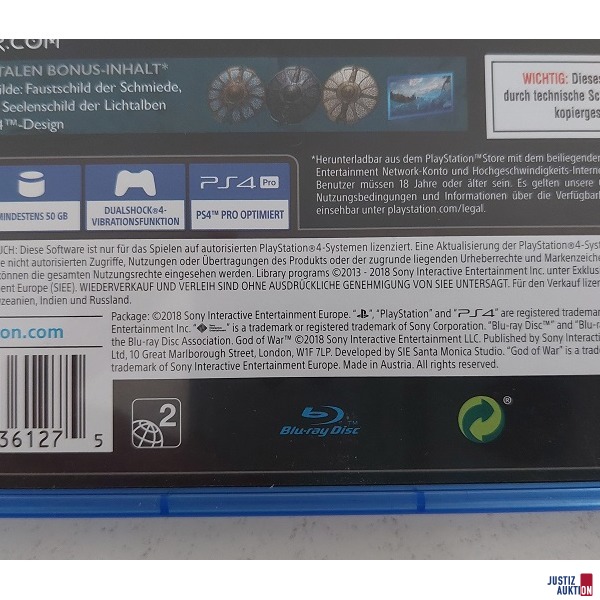 R.COM
TALEN BONUS-INHALT*
ilde: Faustschild der Schmiede,
Seelenschild der Lichtalben
4™-Design
WICHTIG: Dieses
durch technische Sc
kopierges
MINDESTENS 50 GB
DUALSHOCK®4-
VIBRATIONSFUNKTION
PS4 Pro
PS4™ PRO OPTIMIERT
*Herunterladbar aus dem PlayStation™Store mit dem beiliegenden
Entertainment Network-Konto und Hochgeschwindigkeits-Intern
Benutzer müssen 18 Jahre oder älter sein. Es gelten unsere
Nutzungsbedingungen und Informationen über die Verfügbar
einsehbar unter playstation.com/legal.
UCH: Diese Software ist nur für das Spielen auf autorisierten PlayStation®4-Systemen lizenziert. Eine Aktualisierung der PlayStation®4-Syste
e nicht autorisierten Zugriffe, Nutzungen oder Übertragungen des Produkts oder der zugrunde liegenden Urheberrechte und Markenzeiche
können die gesamten Nutzungsrechte eingesehen werden. Library programs ©2013 - 2018 Sony Interactive Entertainment Inc. unter Exklus
ent Europe (SIEE). WIEDERVERKAUF UND VERLEIH SIND OHNE AUSDRÜCKLICHE GENEHMIGUNG VON SIEE UNTERSAGT. Für den Verkauf lizen
zeanien, Indien und Russland.
Package: ©2018 Sony Interactive Entertainment Europe. "PS", "PlayStation" and "PS4" are registered trademar
Entertainment Inc. " " is a trademark or registered trademark of Sony Corporation. "Blu-ray Disc™" and "Blu-
the Blu-ray Disc Association. God of War™ ©2018 Sony Interactive Entertainment LLC. Published by Sony Intera
Ltd, 10 Great Marlborough Street, London, W1F 7LP. Developed by SIE Santa Monica Studio. "God of War" is a tra
trademark of Sony Interactive Entertainment Europe. Made in Austria. All rights reserved.
on.com
36127 5
2
Blu-ray Disc™
JUSTIZ
AUKTION